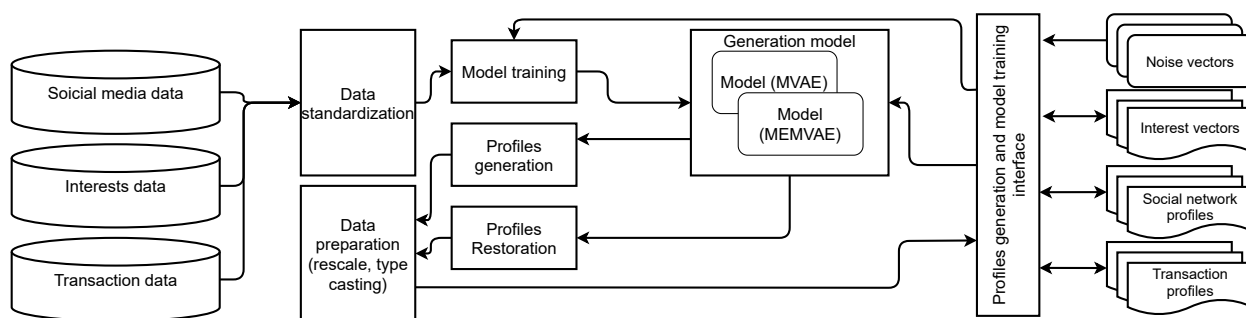 Soicial media data
Interests data
Transaction data
Data
standardization
Data
preparation
(rescale, type
casting)
Model training
Profiles
generation
Profiles
Restoration
Generation model
Model (MVAE)
Model
(MEMVAE)
Profiles generation and model training
interface
Noise vectors
Interest vectors
Social network
profiles
Transaction
profiles